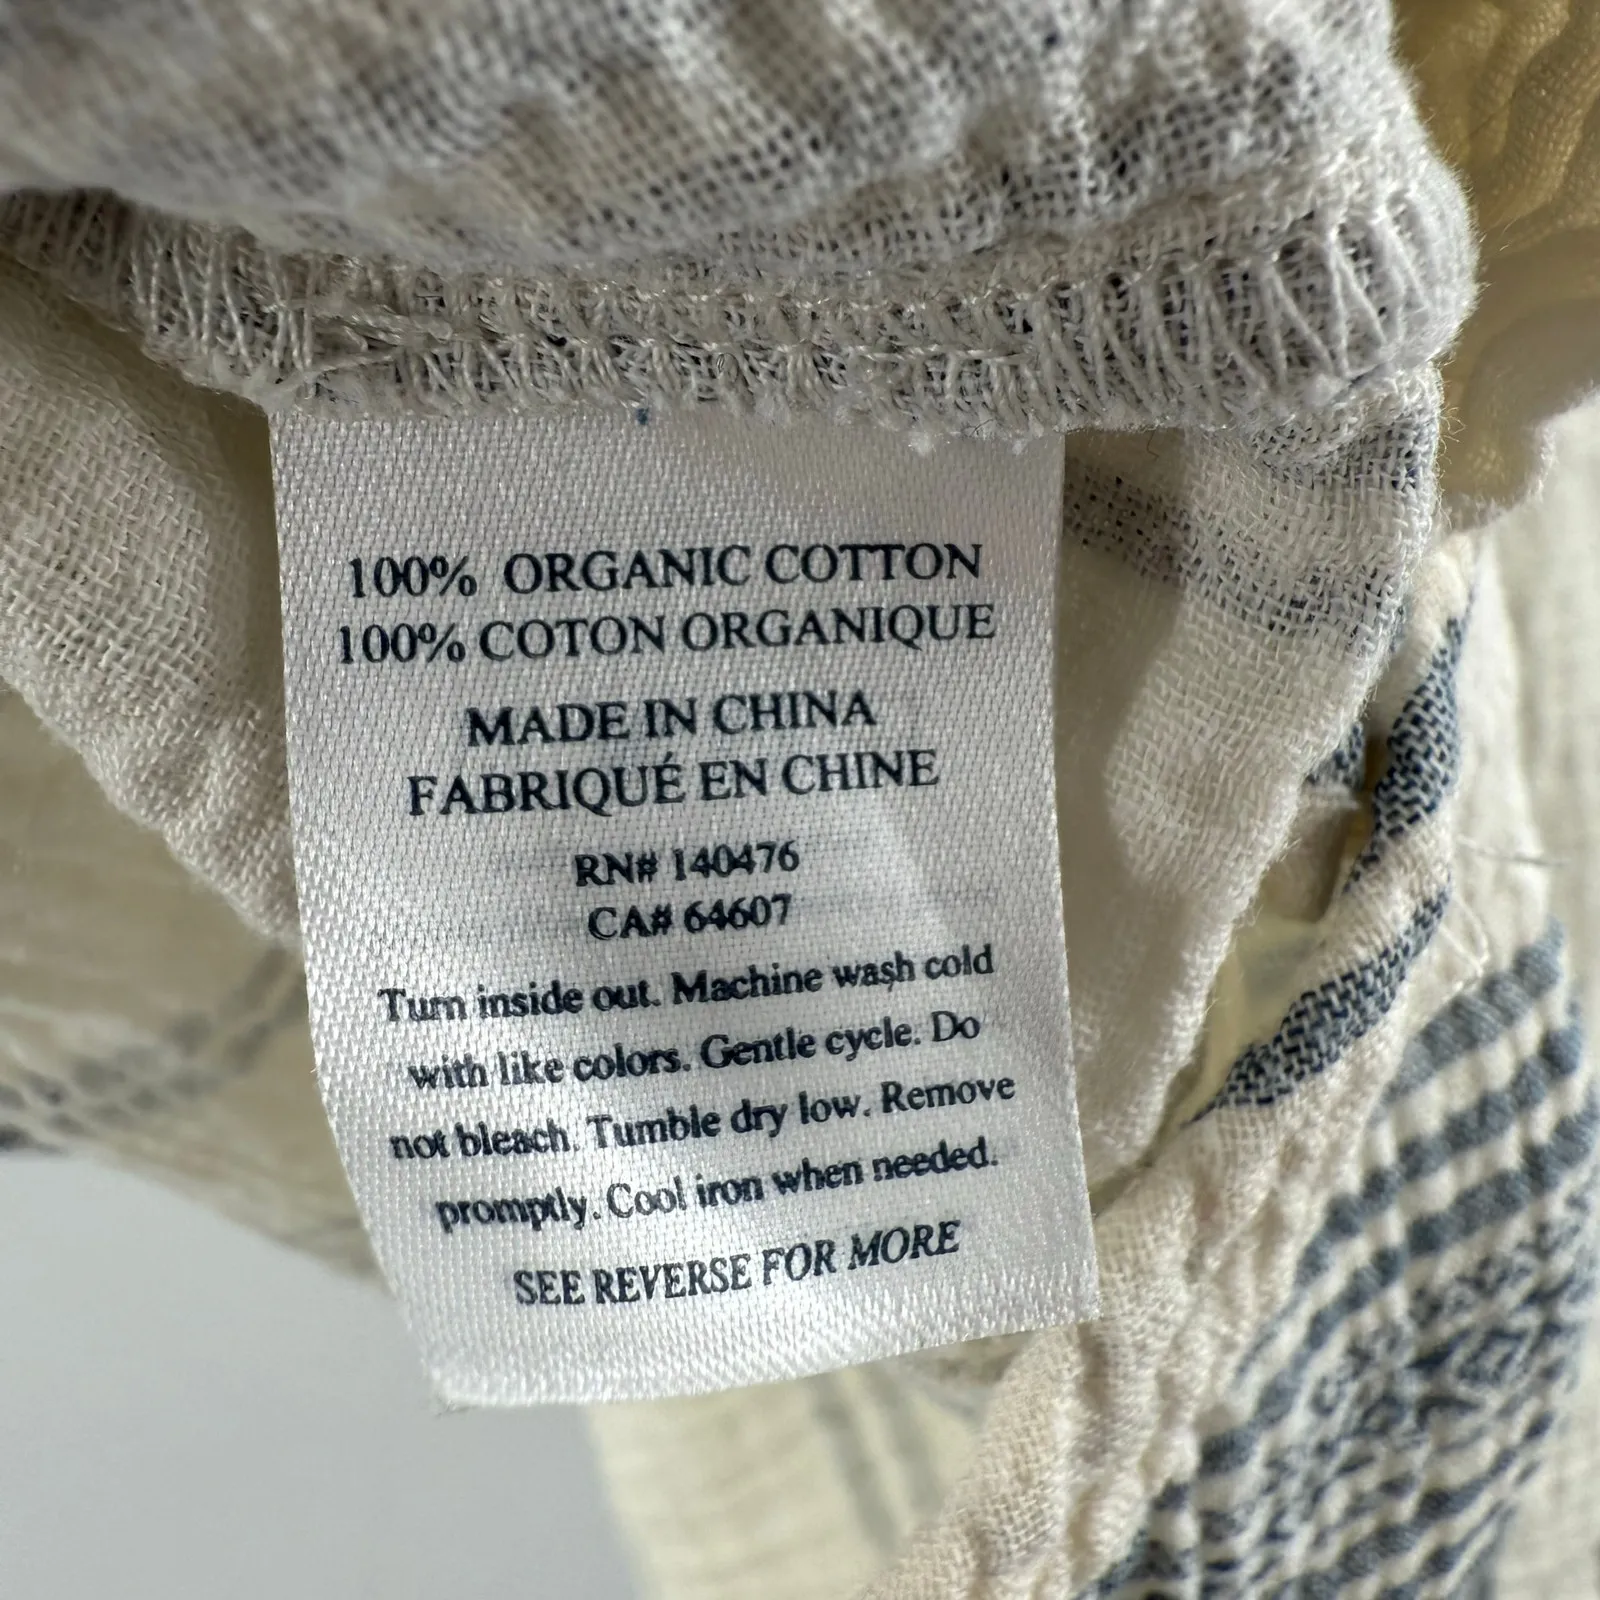 100% ORGANIC COTTON
100% COTON ORGANIQUE
MADE IN CHINA
FABRIQUÉ EN CHINE
RN# 140476
CA# 64607
Turn inside out. Machine wash cold
with like colors. Gentle cycle. Do
not bleach. Tumble dry low. Remove
promptly. Cool iron when needed.
SEE REVERSE FOR MORE